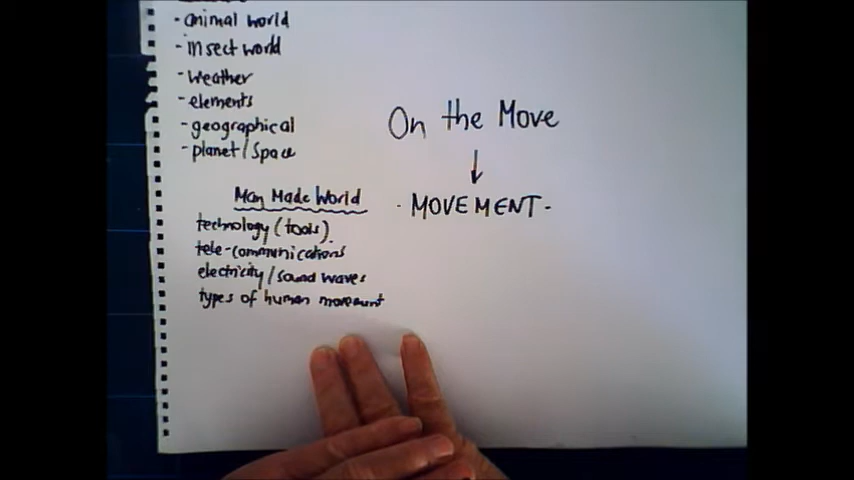 - animal world
- insect world
- weather
- elements
- geographical
- planet/Space
Man Made World
technology (tools).
tele-communications
electricity/sound waves
types of human movement
On the Move
- MOVEMENT-